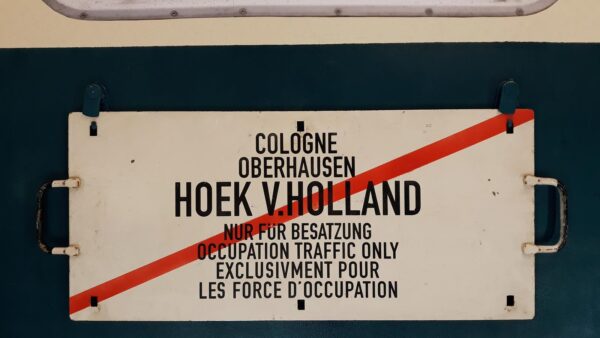 COLOGNE
OBERHAUSEN
HOEK V.HOLLAND
NUR FÜR BESATZUNG
OCCUPATION TRAFFIC ONLY
EXCLUSIVMENT POUR
LES FORCE D'OCCUPATION